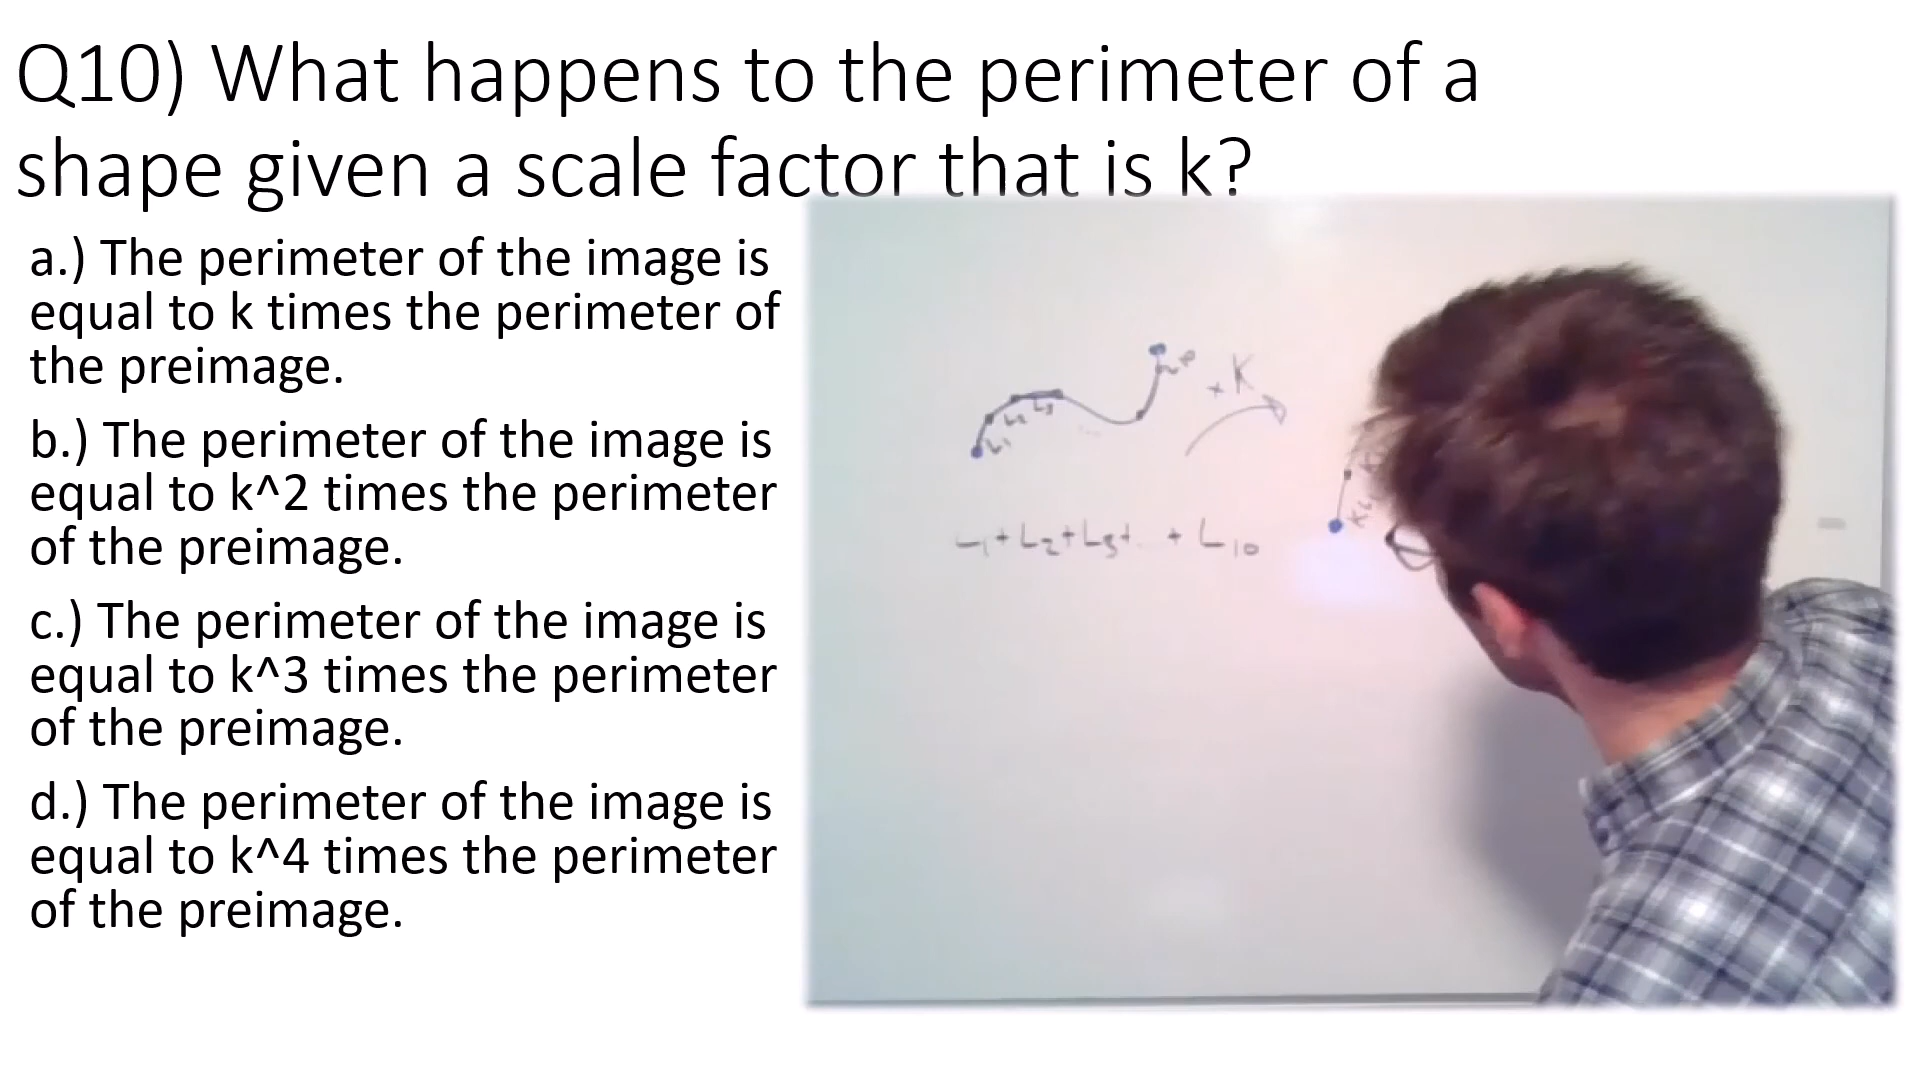 Q10) What happens to the perimeter of a
shape given a scale factor that is k?
a.) The perimeter of the image is
equal to k times the perimeter of
the preimage.
b.) The perimeter of the image is
equal to k^2 times the perimeter
of the preimage.
c.) The perimeter of the image is
equal to k^3 times the perimeter
of the preimage.
d.) The perimeter of the image is
equal to k^4 times the perimeter
of the preimage.
× K
L1 L2 L3
L1 + L2 + L3 + ... + L10